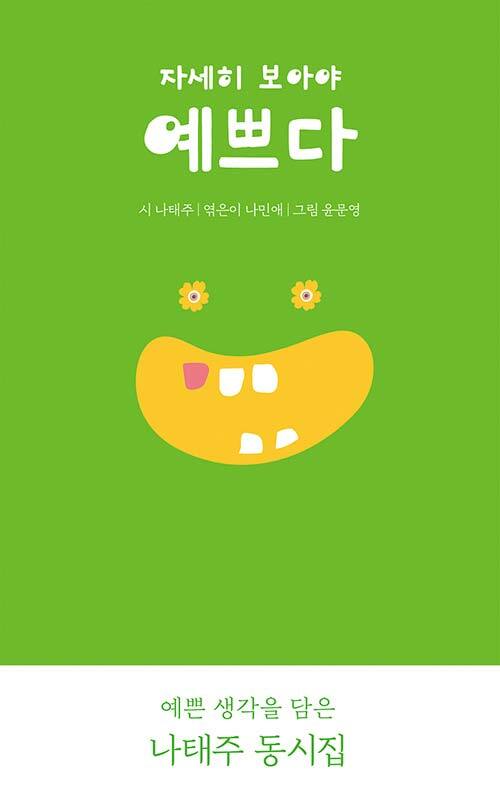 자세히 보아야
예쁘다
시 나태주 | 엮은이 나민애 | 그림 윤문영
예쁜 생각을 담은
나태주 동시집